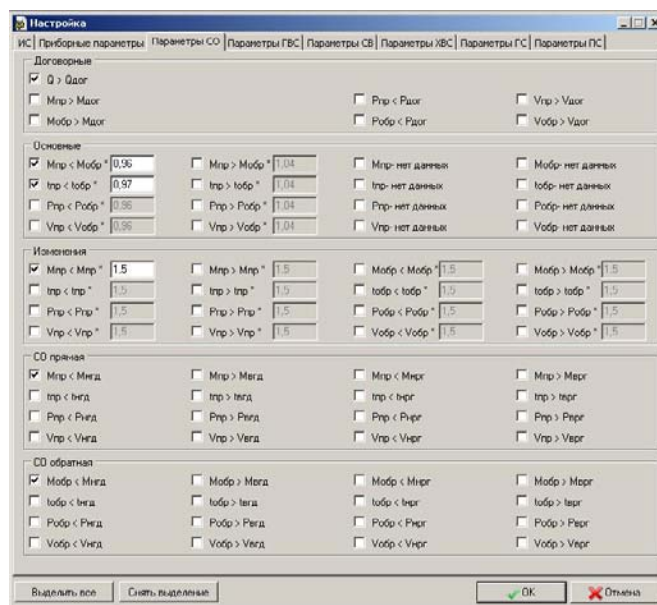 Настройка
ИС Приборные параметры Параметры СО Параметры ГВС Параметры СВ Параметры ХВС Параметры ГС Параметры ПС
Договорные
Q > Qдог
Mпр > Mдог Pпр < Pдог Vпр > Vдог
Mобр > Mдог Pобр < Pдог Vобр > Vдог
Основные
Mпр < Mобр * 0,96 Mпр > Mобр * 1,04 Mпр- нет данных Mобр- нет данных
tпр < tобр * 0,97 tпр > tобр * 1,04 tпр- нет данных tобр- нет данных
Pпр < Pобр * 0,96 Pпр > Pобр * 1,04 Pпр- нет данных Pобр- нет данных
Vпр < Vобр * 0,96 Vпр > Vобр * 1,04 Vпр- нет данных Vобр- нет данных
Изменения
Mпр < Mпр * 1.5 Mпр > Mпр * 1,5 Mобр < Mобр * 1,5 Mобр > Mобр * 1,5
tпр < tпр * 1,5 tпр > tпр * 1,5 tобр < tобр * 1,5 tобр > tобр * 1,5
Pпр < Pпр * 1,5 Pпр > Pпр * 1,5 Pобр < Pобр * 1,5 Pобр > Pобр * 1,5
Vпр < Vпр * 1,5 Vпр > Vпр * 1,5 Vобр < Vобр * 1,5 Vобр > Vобр * 1,5
СО прямая
Mпр < Mнгд Mпр > Mвгд Mпр < Mнрг Mпр > Mврг
tпр < tнгд tпр > tвгд tпр < tнрг tпр > tврг
Pпр < Pнгд Pпр > Pвгд Pпр < Pнрг Pпр > Pврг
Vпр < Vнгд Vпр > Vвгд Vпр < Vнрг Vпр > Vврг
СО обратная
Mобр < Mнгд Mобр > Mвгд Mобр < Mнрг Mобр > Mврг
tобр < tнгд tобр > tвгд tобр < tнрг tобр > tврг
Pобр < Pнгд Pобр > Pвгд Pобр < Pнрг Pобр > Pврг
Vобр < Vнгд Vобр > Vвгд Vобр < Vнрг Vобр > Vврг
Выделить все Снять выделение OK Отмена